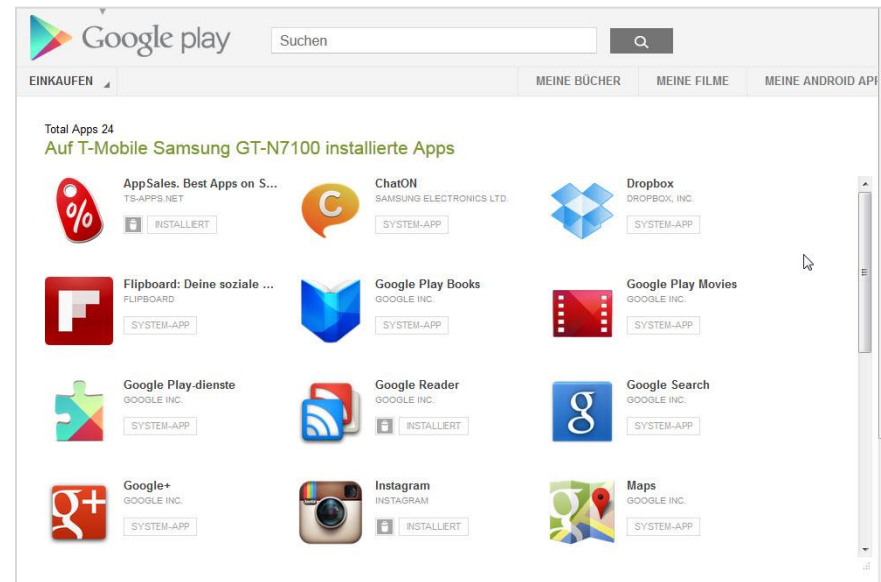 Google play
Suchen
EINKAUFEN
MEINE BÜCHER
MEINE FILME
MEINE ANDROID AP
Total Apps 24
Auf T-Mobile Samsung GT-N7100 installierte Apps
%
AppSales. Best Apps on S...
TS-APPS.NET
INSTALLIERT
C
ChatON
SAMSUNG ELECTRONICS LTD.
SYSTEM-APP
Dropbox
DROPBOX, INC.
SYSTEM-APP
Flipboard: Deine soziale ...
FLIPBOARD
SYSTEM-APP
Google Play Books
GOOGLE INC.
SYSTEM-APP
Google Play Movies
GOOGLE INC.
SYSTEM-APP
Google Play-dienste
GOOGLE INC.
SYSTEM-APP
Google Reader
GOOGLE INC.
INSTALLIERT
g
Google Search
GOOGLE INC.
SYSTEM-APP
g+
Google+
GOOGLE INC.
SYSTEM-APP
Instagram
INSTAGRAM
INSTALLIERT
g
Maps
GOOGLE INC.
SYSTEM-APP